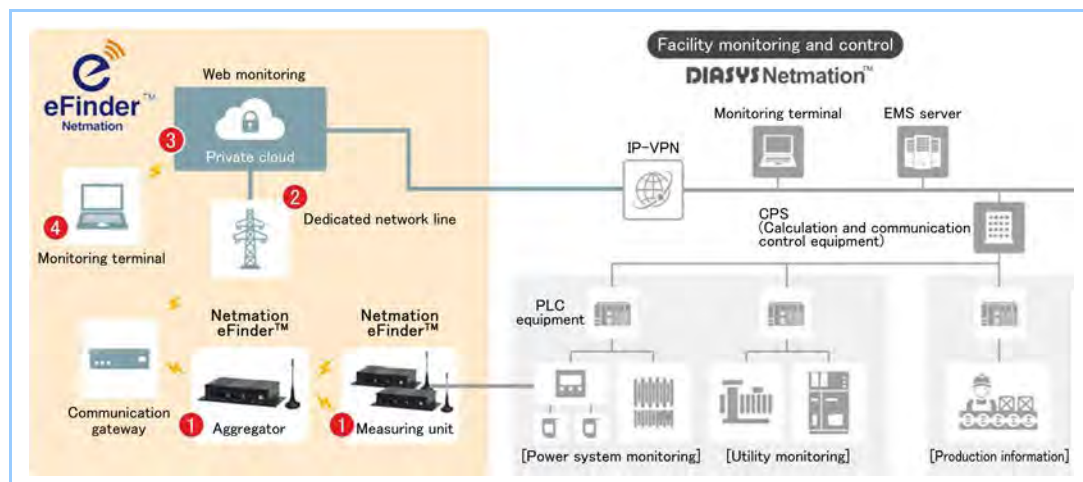 eFinder™
Netmation
Web monitoring
3
Private cloud
2
Dedicated network line
4
Monitoring terminal
Netmation
eFinder™
Netmation
eFinder™
Communication
gateway
1
Aggregator
1
Measuring unit
Facility monitoring and control
DIASYS Netmation™
Monitoring terminal
EMS server
IP-VPN
CPS
(Calculation and communication
control equipment)
PLC
equipment
[Power system monitoring]
[Utility monitoring]
[Production information]